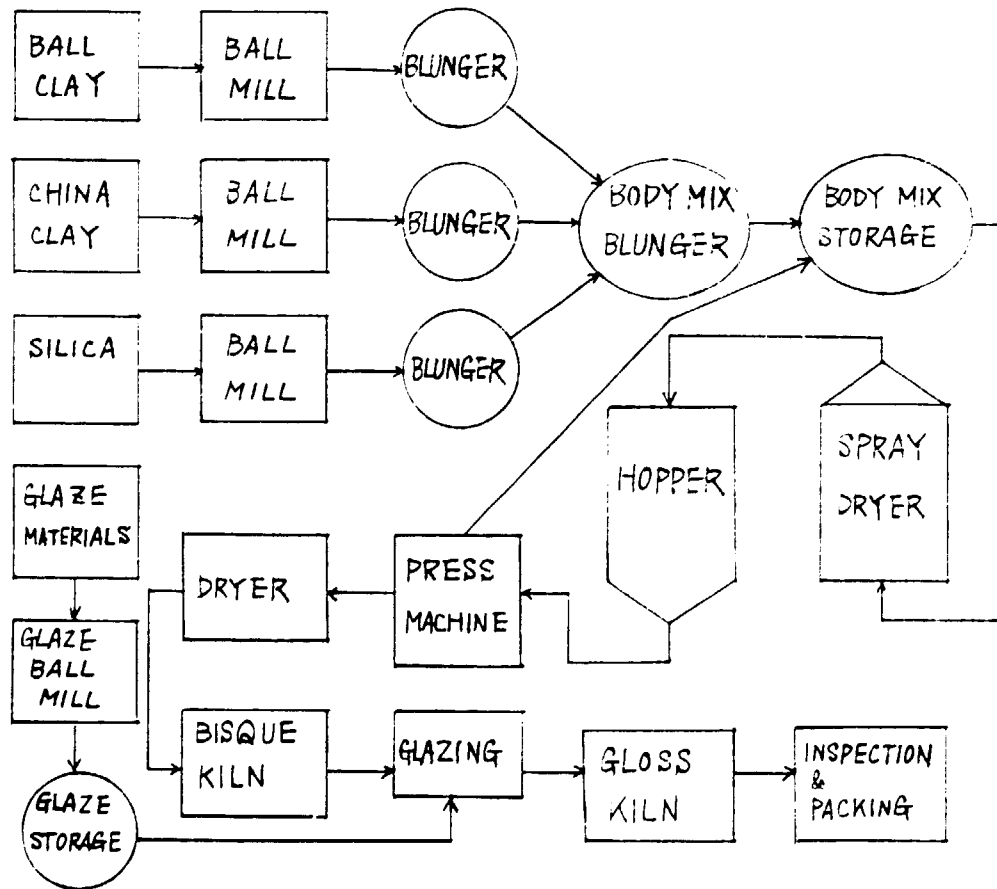 BALL
CLAY
BALL
MILL
BLUNGER
CHINA
CLAY
BALL
MILL
BLUNGER
BODY MIX
BLUNGER
BODY MIX
STORAGE
SILICA
BALL
MILL
BLUNGER
HOPPER
SPRAY
DRYER
GLAZE
MATERIALS
DRYER
PRESS
MACHINE
GLAZE
BALL
MILL
BISQUE
KILN
GLAZING
GLOSS
KILN
INSPECTION
&
PACKING
GLAZE
STORAGE